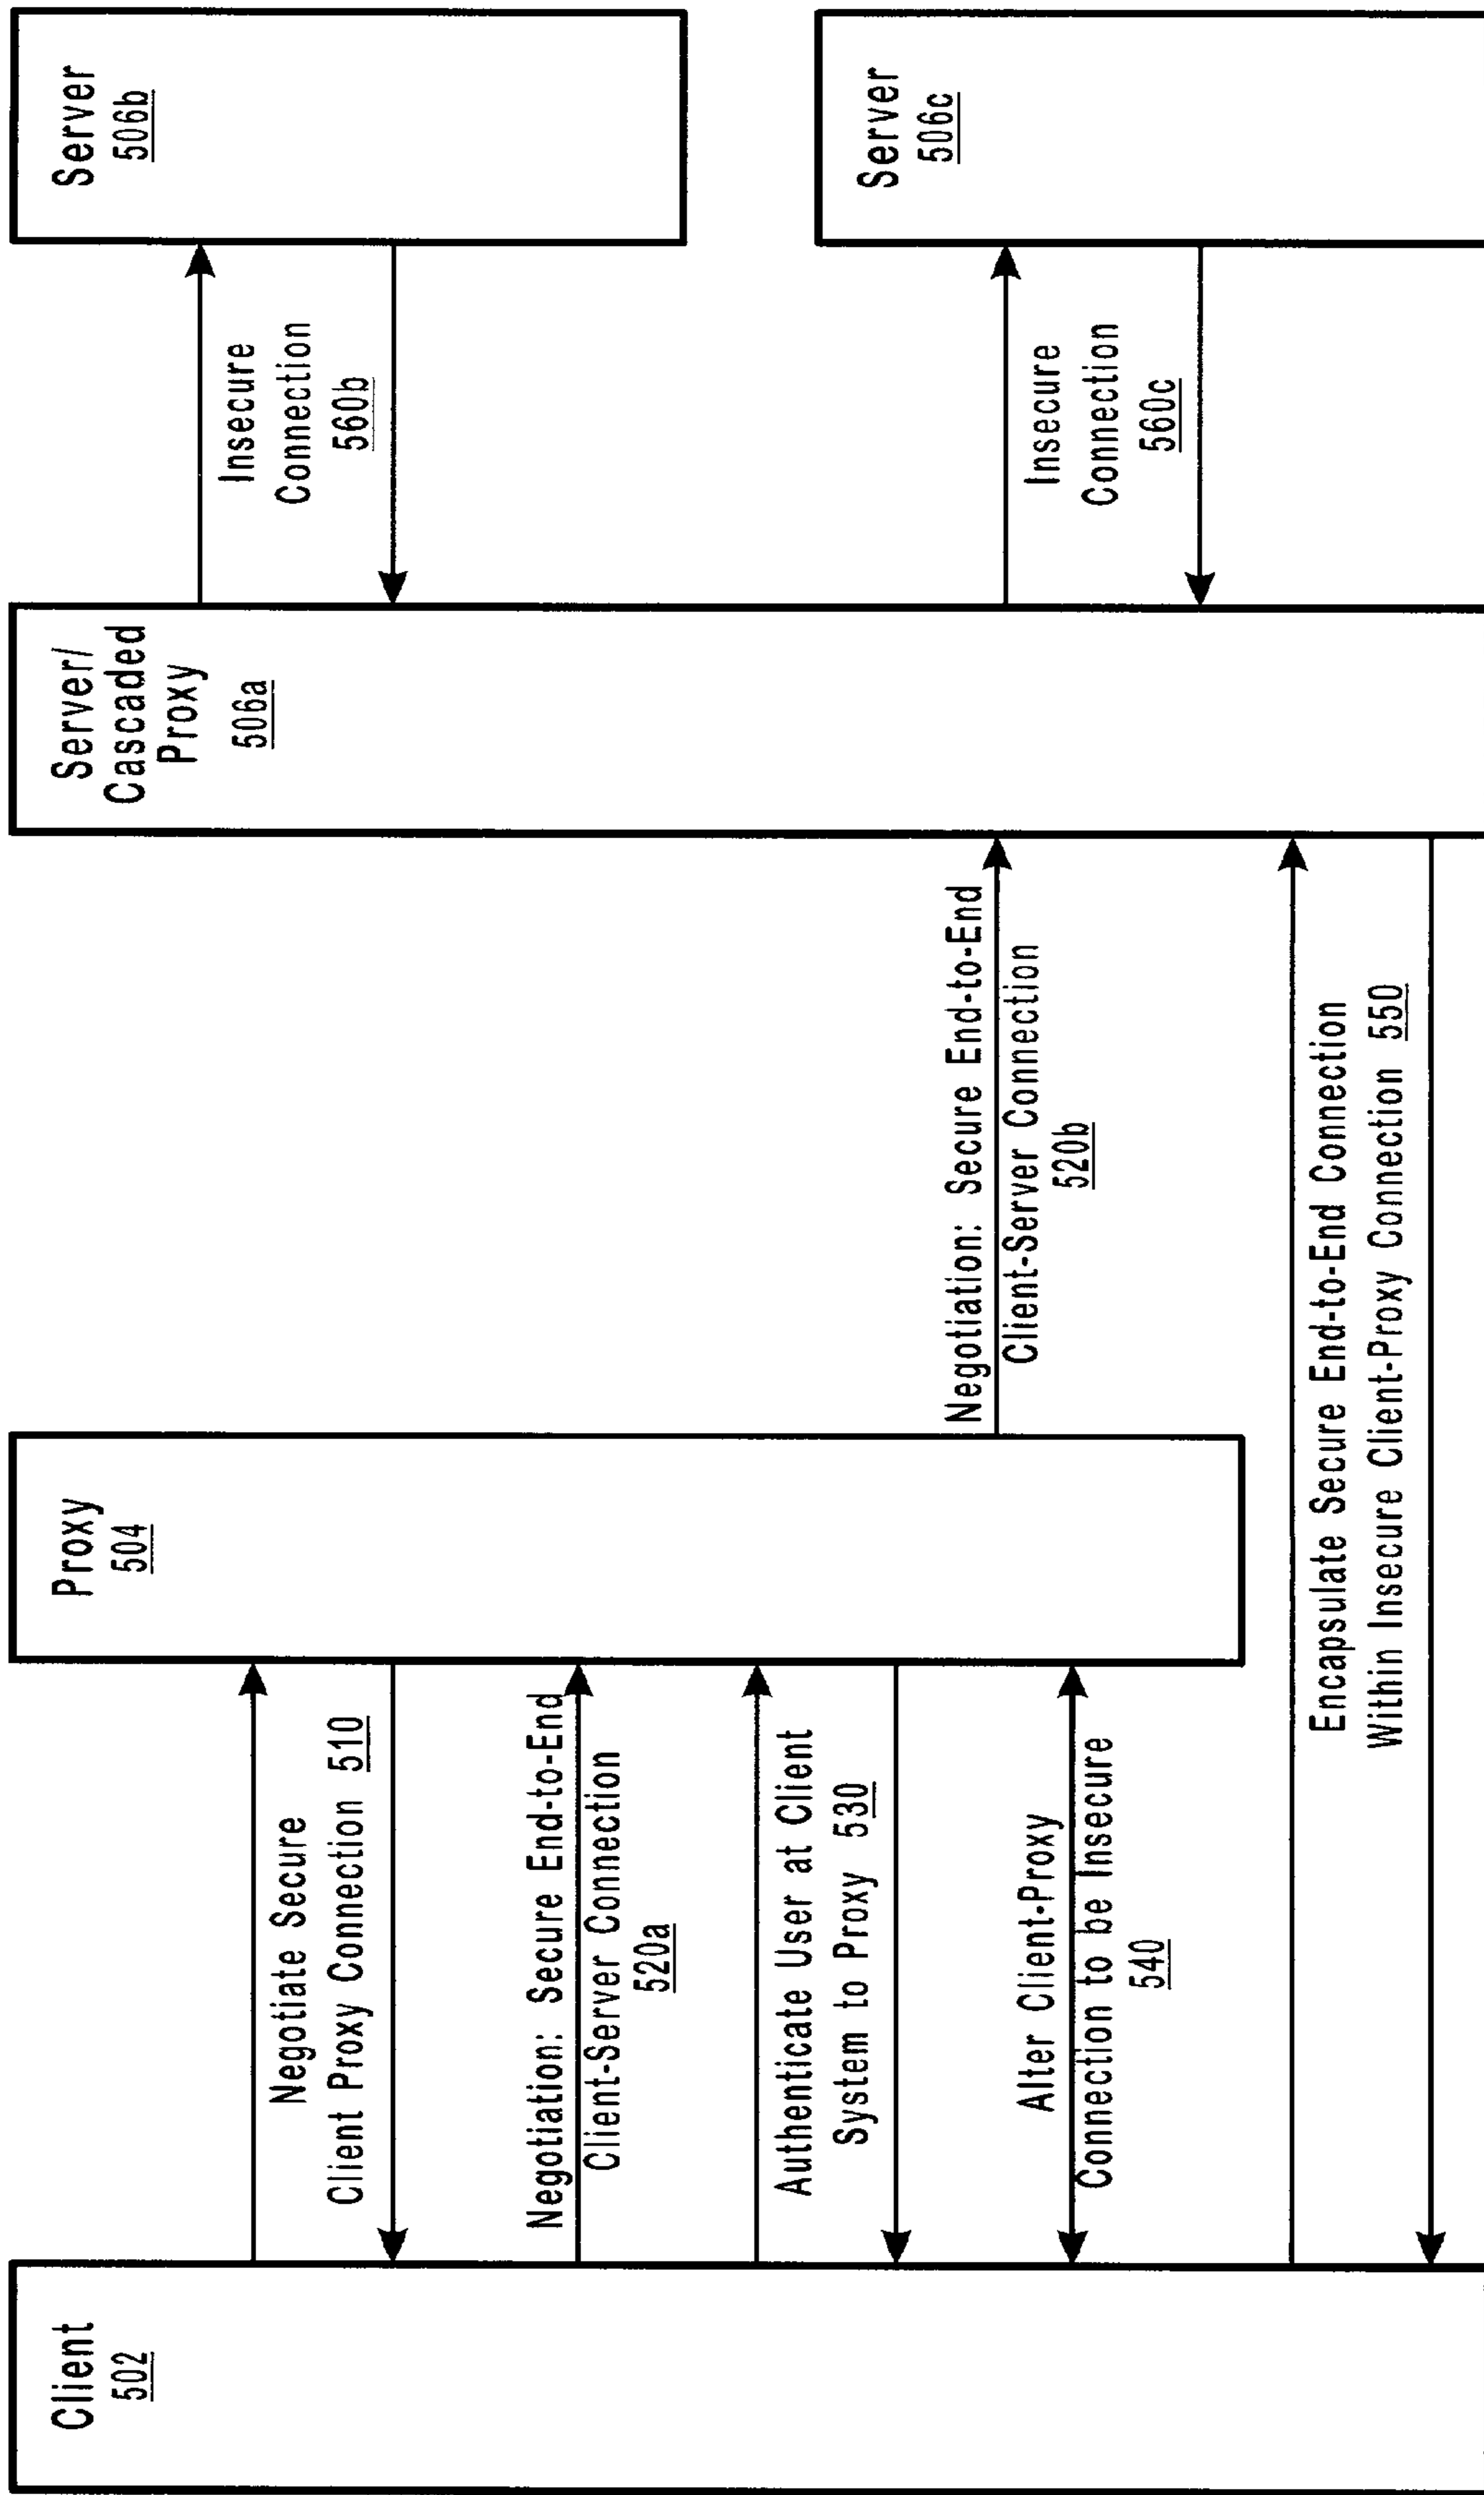 Client
502
Proxy
504
Server/
Cascaded
Proxy
506a
Server
506b
Server
506c
Negotiate Secure
Client Proxy Connection 510
Negotiation: Secure End-to-End
Client-Server Connection
520a
Authenticate User at Client
System to Proxy 530
Alter Client-Proxy
Connection to be Insecure
540
Negotiation: Secure End-to-End
Client-Server Connection
520b
Encapsulate Secure End-to-End Connection
Within Insecure Client-Proxy Connection 550
Insecure
Connection
560b
Insecure
Connection
560c